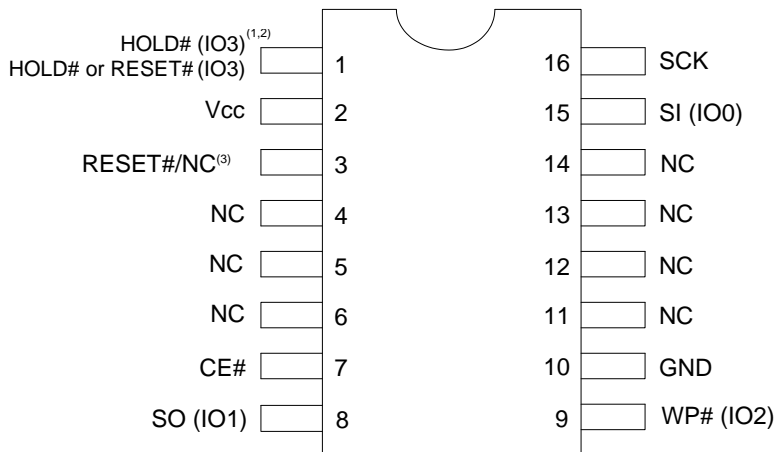 HOLD# (IO3)(1,2)
HOLD# or RESET# (IO3) 1 16 SCK
Vcc 2 15 SI (IO0)
RESET#/NC(3) 3 14 NC
NC 4 13 NC
NC 5 12 NC
NC 6 11 NC
CE# 7 10 GND
SO (IO1) 8 9 WP# (IO2)